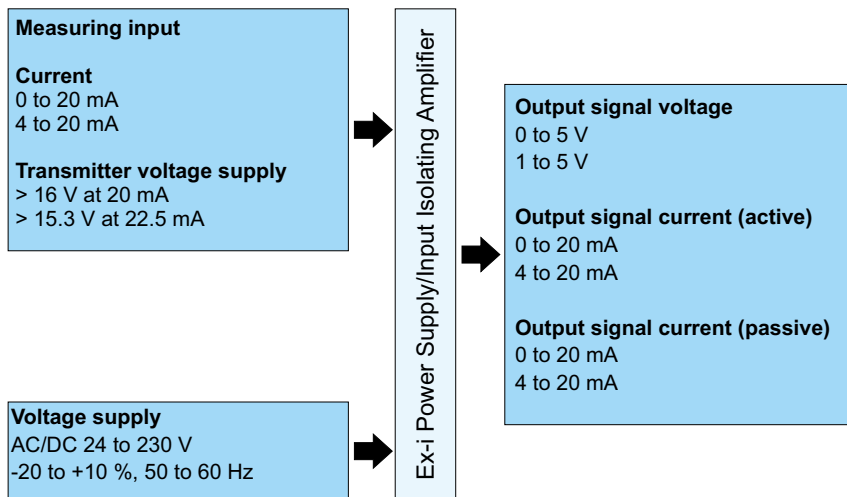 Measuring input
Current
0 to 20 mA
4 to 20 mA
Transmitter voltage supply
> 16 V at 20 mA
> 15.3 V at 22.5 mA
Voltage supply
AC/DC 24 to 230 V
-20 to +10 %, 50 to 60 Hz
Ex-i Power Supply/Input Isolating Amplifier
Output signal voltage
0 to 5 V
1 to 5 V
Output signal current (active)
0 to 20 mA
4 to 20 mA
Output signal current (passive)
0 to 20 mA
4 to 20 mA